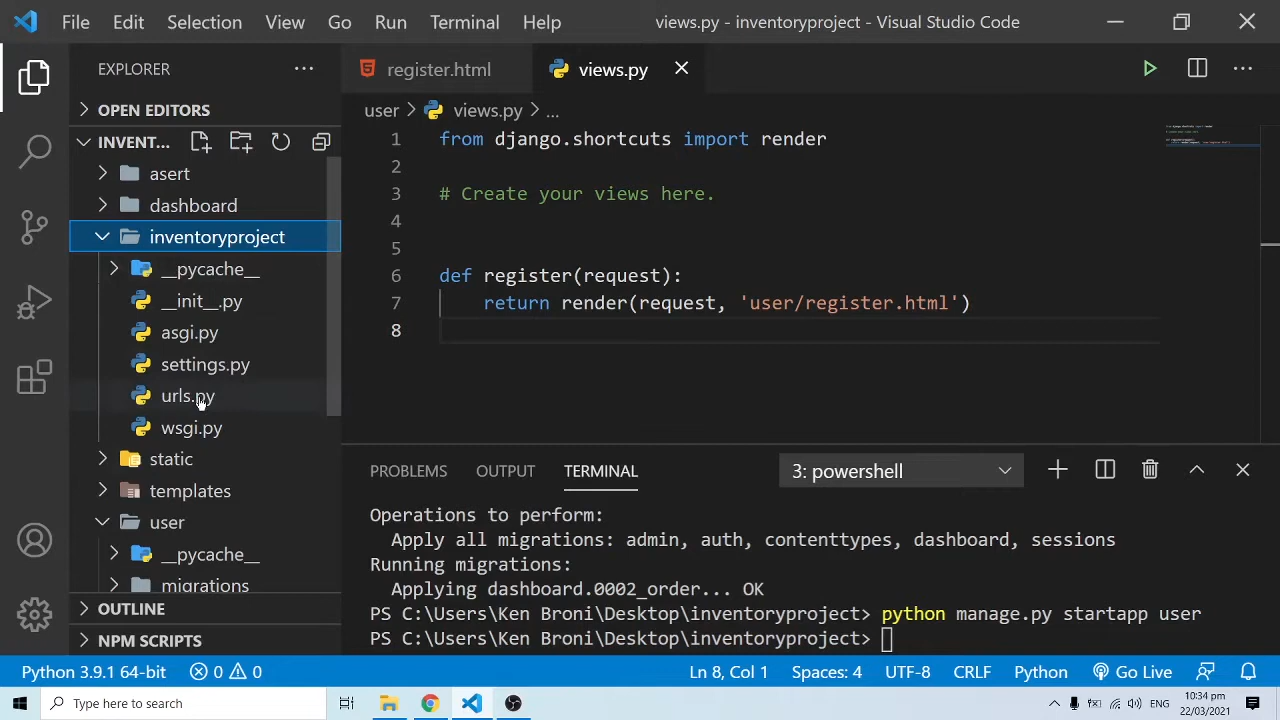 File Edit Selection View Go Run Terminal Help views.py - inventoryproject - Visual Studio Code
EXPLORER
OPEN EDITORS
INVENT...
asert
dashboard
inventoryproject
__pycache__
__init__.py
asgi.py
settings.py
urls.py
wsgi.py
static
templates
user
__pycache__
migrations
OUTLINE
NPM SCRIPTS
register.html views.py
user > views.py > ...
1 from django.shortcuts import render
2
3 # Create your views here.
4
5
6 def register(request):
7 return render(request, 'user/register.html')
8
PROBLEMS OUTPUT TERMINAL 3: powershell
Operations to perform:
Apply all migrations: admin, auth, contenttypes, dashboard, sessions
Running migrations:
Applying dashboard.0002_order... OK
PS C:\Users\Ken Broni\Desktop\inventoryproject> python manage.py startapp user
PS C:\Users\Ken Broni\Desktop\inventoryproject>
Python 3.9.1 64-bit 0 0 Ln 8, Col 1 Spaces: 4 UTF-8 CRLF Python Go Live
Type here to search ENG 10:34 pm
22/03/2021